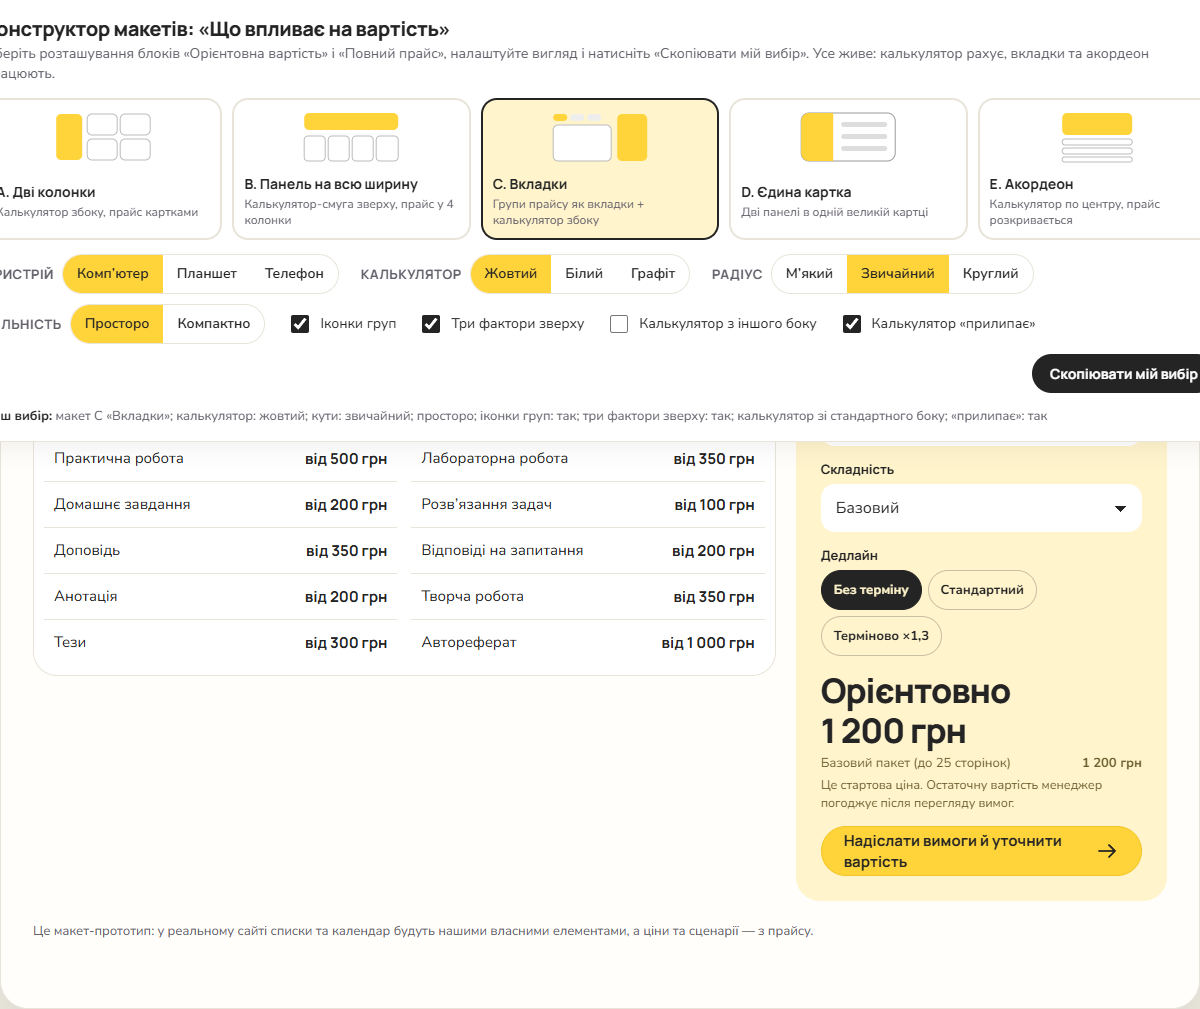 онструктор макетів: «Що впливає на вартість»
беріть розташування блоків «Орієнтовна вартість» і «Повний прайс», налаштуйте вигляд і натисніть «Скопіювати мій вибір». Усе живе: калькулятор рахує, вкладки та акордеон
ацюють.
А. Дві колонки
Калькулятор збоку, прайс картками
B. Панель на всю ширину
Калькулятор-смуга зверху, прайс у 4
колонки
C. Вкладки
Групи прайсу як вкладки +
калькулятор збоку
D. Єдина картка
Дві панелі в одній великій картці
E. Акордеон
Калькулятор по центру, прайс
розкривається
РИСТРІЙ Комп’ютер Планшет Телефон КАЛЬКУЛЯТОР Жовтий Білий Графіт РАДІУС М’який Звичайний Круглий
ЛЬНІСТЬ Просторо Компактно Іконки груп Три фактори зверху Калькулятор з іншого боку Калькулятор «прилипає»
Скопіювати мій вибір
ш вибір: макет C «Вкладки»; калькулятор: жовтий; кути: звичайний; просторо; іконки груп: так; три фактори зверху: так; калькулятор зі стандартного боку; «прилипає»: так
Практична робота від 500 грн Лабораторна робота від 350 грн
Домашнє завдання від 200 грн Розв’язання задач від 100 грн
Доповідь від 350 грн Відповіді на запитання від 200 грн
Анотація від 200 грн Творча робота від 350 грн
Тези від 300 грн Автореферат від 1 000 грн
Складність
Базовий
Дедлайн
Без терміну Стандартний
Терміново ×1,3
Орієнтовно
1 200 грн
Базовий пакет (до 25 сторінок) 1 200 грн
Це стартова ціна. Остаточну вартість менеджер
погоджує після перегляду вимог.
Надіслати вимоги й уточнити
вартість
Це макет-прототип: у реальному сайті списки та календар будуть нашими власними елементами, а ціни та сценарії — з прайсу.